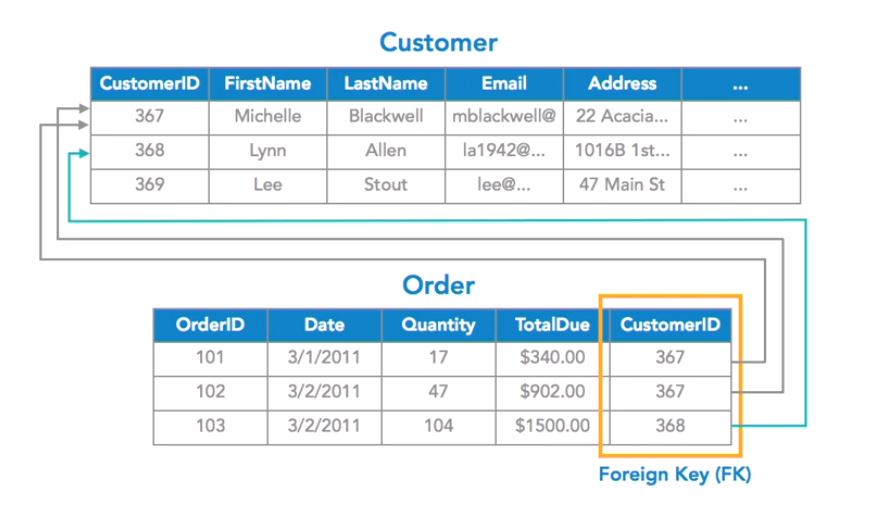 Customer
CustomerID FirstName LastName Email Address ...
367 Michelle Blackwell mblackwell@ 22 Acacia... ...
368 Lynn Allen la1942@... 1016B 1st... ...
369 Lee Stout lee@... 47 Main St ...
Order
OrderID Date Quantity TotalDue CustomerID
101 3/1/2011 17 $340.00 367
102 3/2/2011 47 $902.00 367
103 3/2/2011 104 $1500.00 368
Foreign Key (FK)